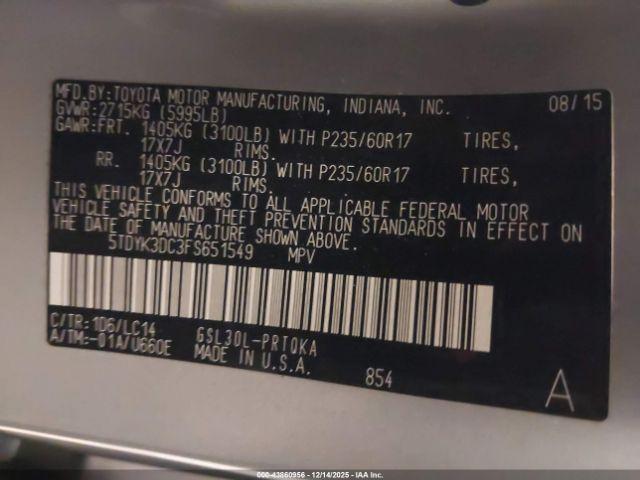 MFD.BY:TOYOTA MOTOR MANUFACTURING, INDIANA, INC. 08/15
GVWR:2715KG (5995LB)
GAWR:FRT. 1405KG (3100LB) WITH P235/60R17 TIRES,
17X7J RIMS.
RR. 1405KG (3100LB) WITH P235/60R17 TIRES,
17X7J RIMS.
THIS VEHICLE CONFORMS TO ALL APPLICABLE FEDERAL MOTOR
VEHICLE SAFETY AND THEFT PREVENTION STANDARDS IN EFFECT ON
THE DATE OF MANUFACTURE SHOWN ABOVE.
5TDYK3DC3FS651549 MPV
C/TR:1D6/LC14 GSL30L-PRTQKA
A/TM:-01A/U660E MADE IN U.S.A.
854 A
000-43860956 | 12/14/2025 - IAA Inc.